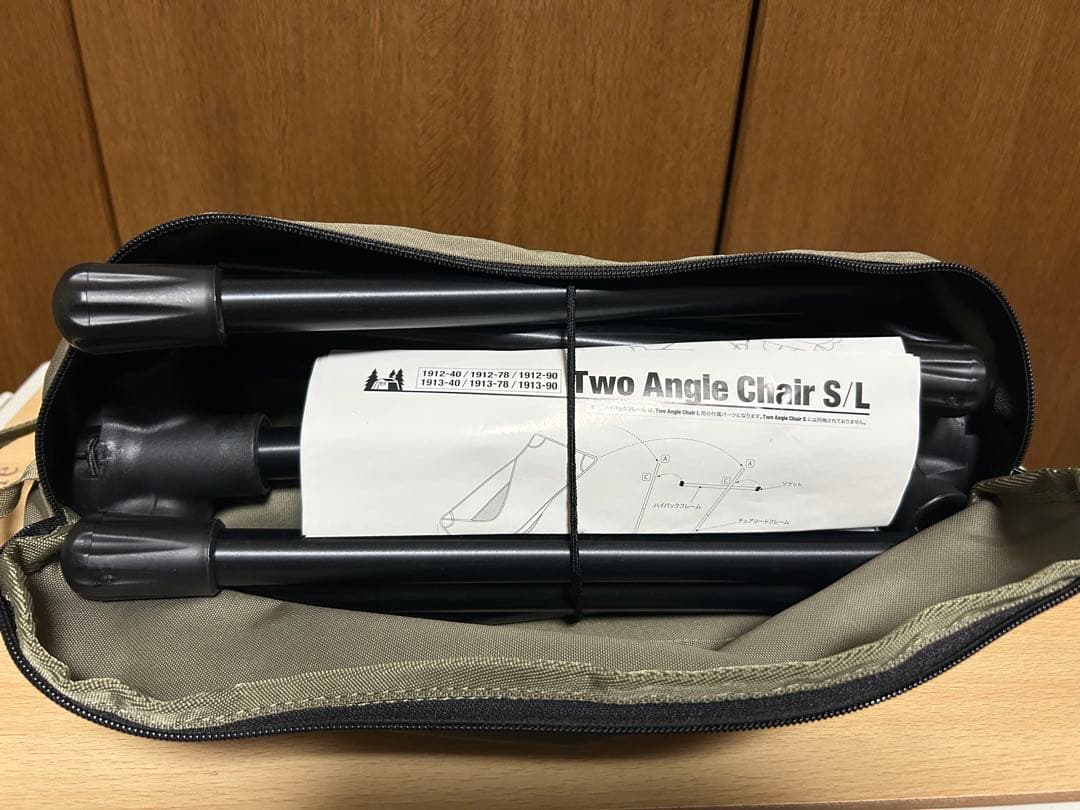 1912-40 / 1912-78 / 1912-90
1913-40 / 1913-78 / 1913-90
Two Angle Chair S/L
ハイバックフレームは、Two Angle Chair L 用の付属パーツになります。Two Angle Chair S には同梱されておりません。
A
A
C
C
ソケット
ハイバックフレーム
チェアシートフレーム